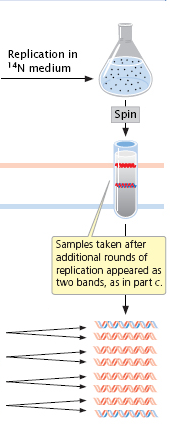 Replication in
¹⁴N medium
Spin
Samples taken after
additional rounds of
replication appeared as
two bands, as in part c.